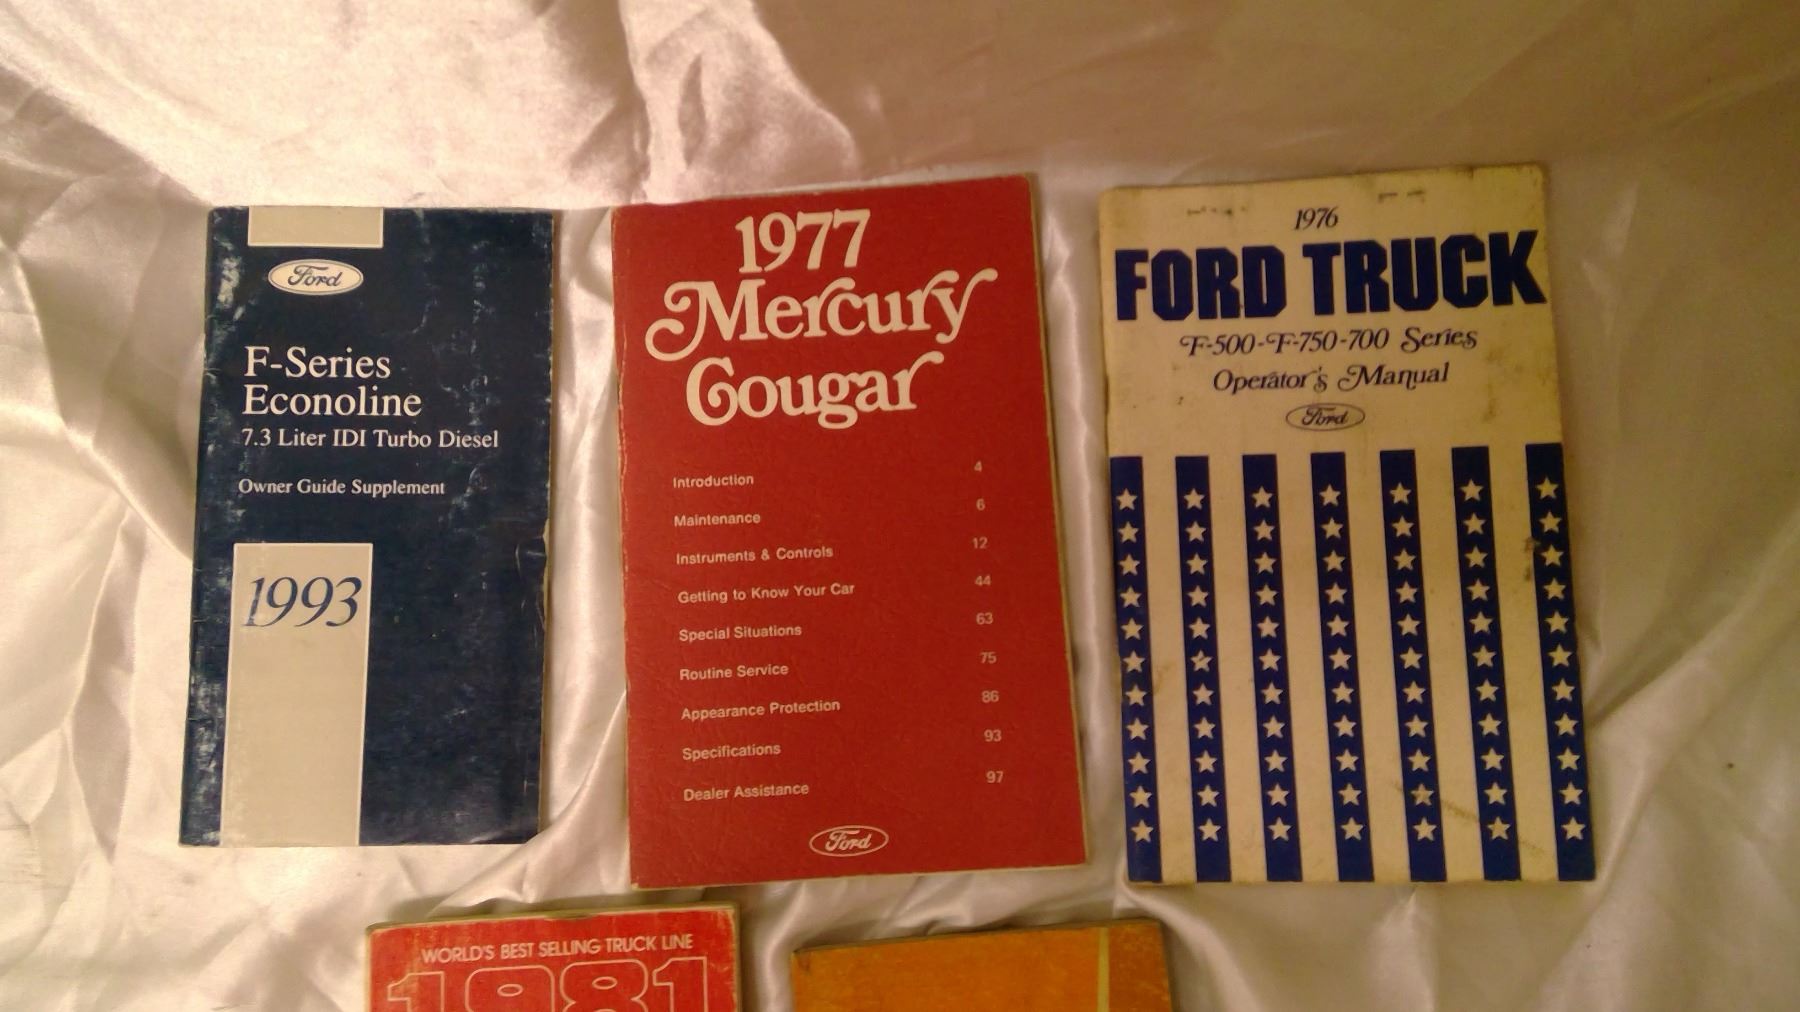 Ford
F-Series
Econoline
7.3 Liter IDI Turbo Diesel
Owner Guide Supplement
1993
1977
Mercury
Cougar
Introduction 4
Maintenance 6
Instruments & Controls 12
Getting to Know Your Car 44
Special Situations 63
Routine Service 75
Appearance Protection 86
Specifications 93
Dealer Assistance 97
Ford
1976
FORD TRUCK
F-500-F-750-700 Series
Operator's Manual
Ford
WORLD'S BEST SELLING TRUCK LINE
1981